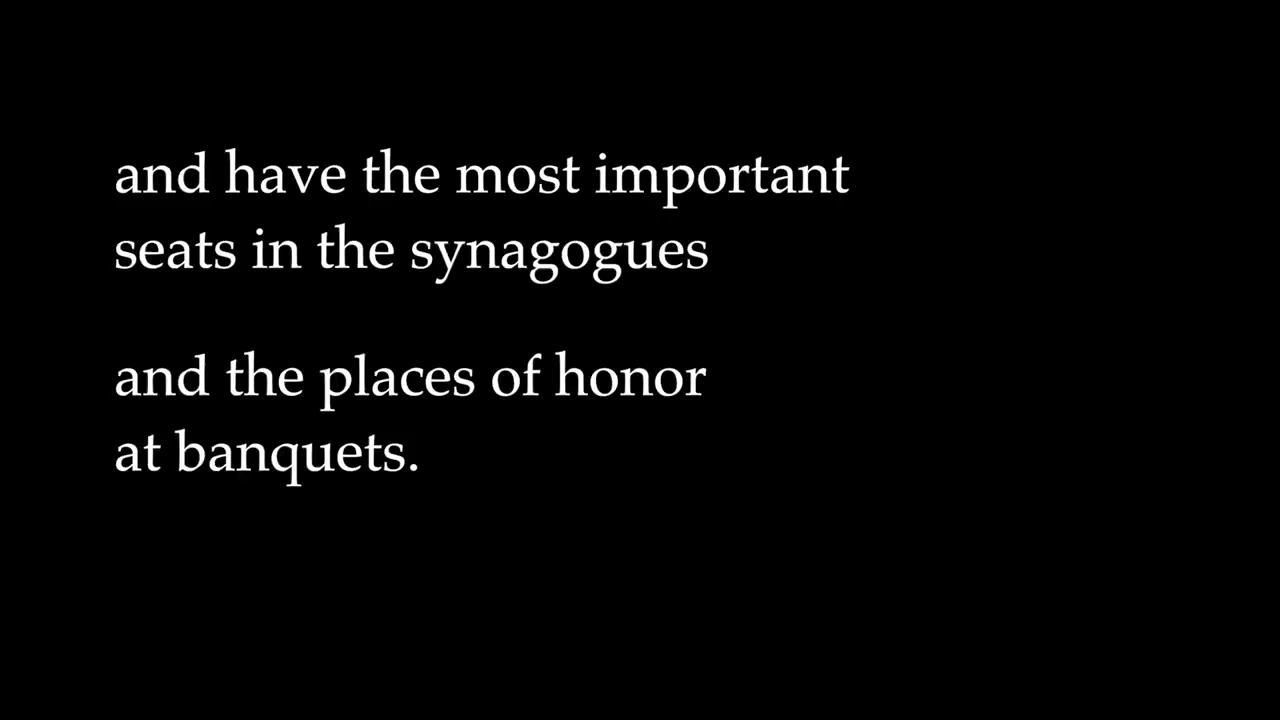 and have the most important
seats in the synagogues
and the places of honor
at banquets.